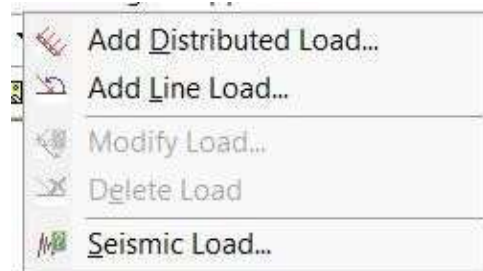 Add Distributed Load...
Add Line Load...
Modify Load...
Delete Load
Seismic Load...